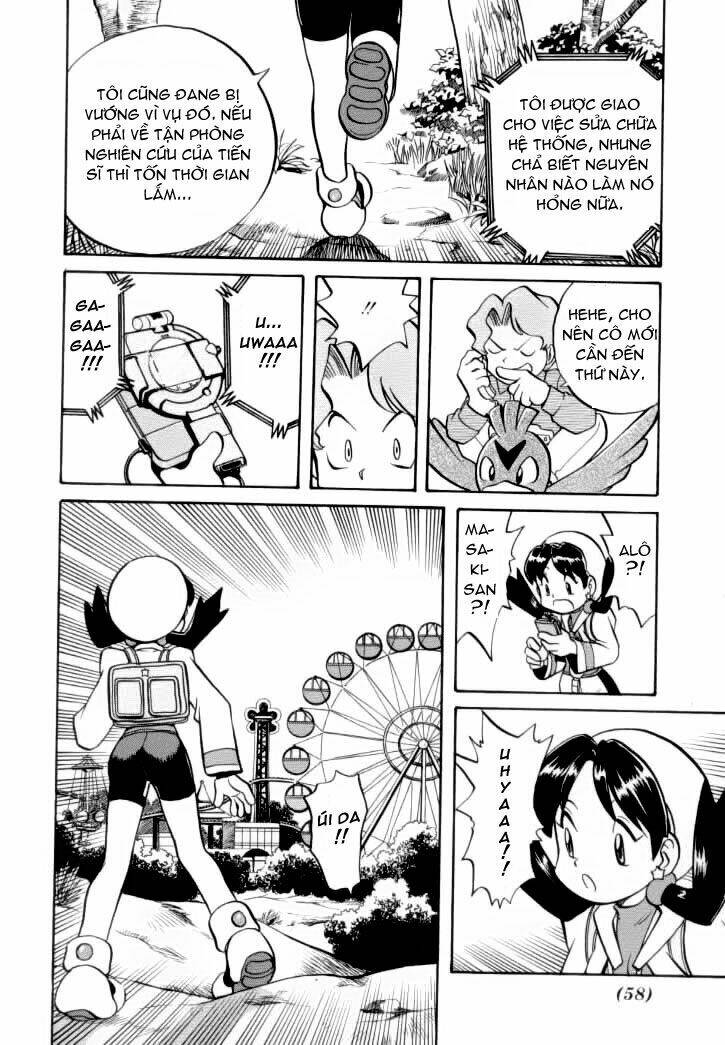 TÔI ĐƯỢC GIAO
CHO VIỆC SỬA CHỮA
HỆ THỐNG, NHƯNG
CHẢ BIẾT NGUYÊN
NHÂN NÀO LÀM NÓ
HỎNG NỮA.
TÔI CŨNG ĐANG BỊ
VƯỚNG VÌ VỤ ĐÓ. NẾU
PHẢI VỀ TẬN PHÒNG
NGHIÊN CỨU CỦA TIẾN
SĨ THÌ TỐN THỜI GIAN
LẮM...
HEHE, CHO
NÊN CÔ MỚI
CẦN ĐẾN
THỨ NÀY.
!!
U...
UWAAA
!!!
GA-
GAA-
GAA-
!!!
ALÔ
?!
MA-
SA-
KI-
SAN
?!
UHYAAA!!
2
ÚI DA
!!
(58)